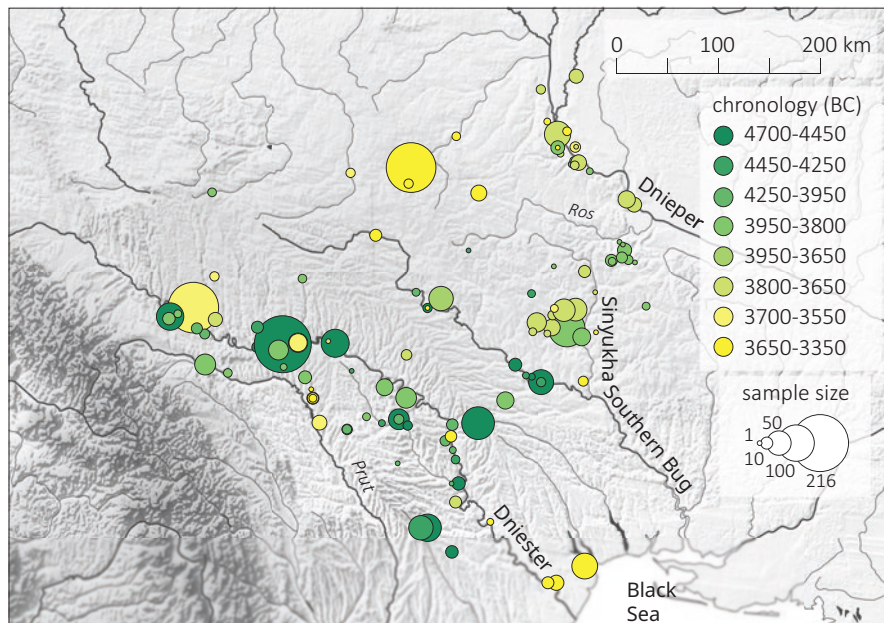 0 100 200 km
chronology (BC)
4700-4450
4450-4250
4250-3950
3950-3800
3950-3650
3800-3650
3700-3550
3650-3350
sample size
50
1
10
100
216
Dnieper
Ros
Sinyukha
Southern Bug
Prut
Dniester
Black
Sea